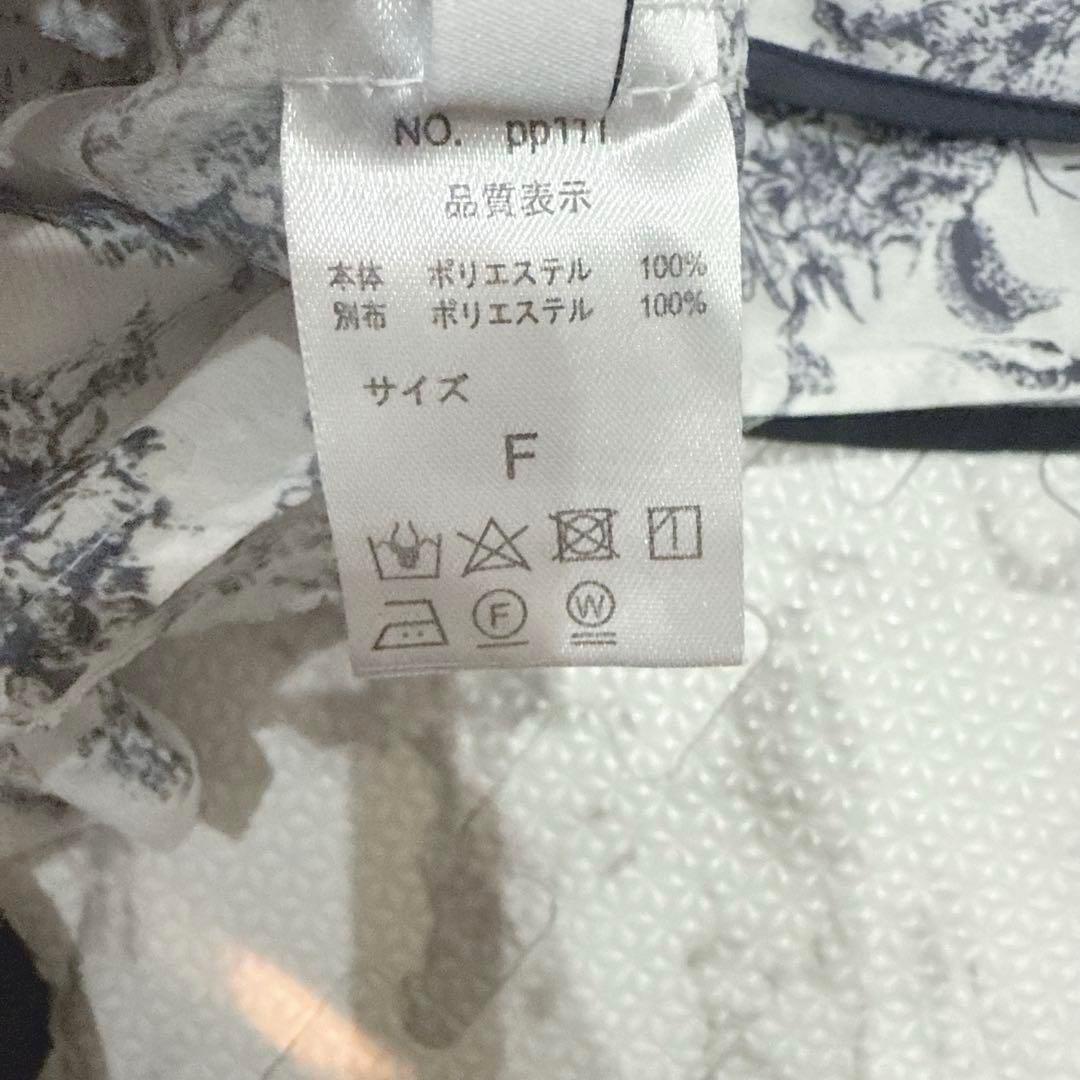 NO. pp111
品質表示
本体 ポリエステル 100%
別布 ポリエステル 100%
サイズ
F
F W